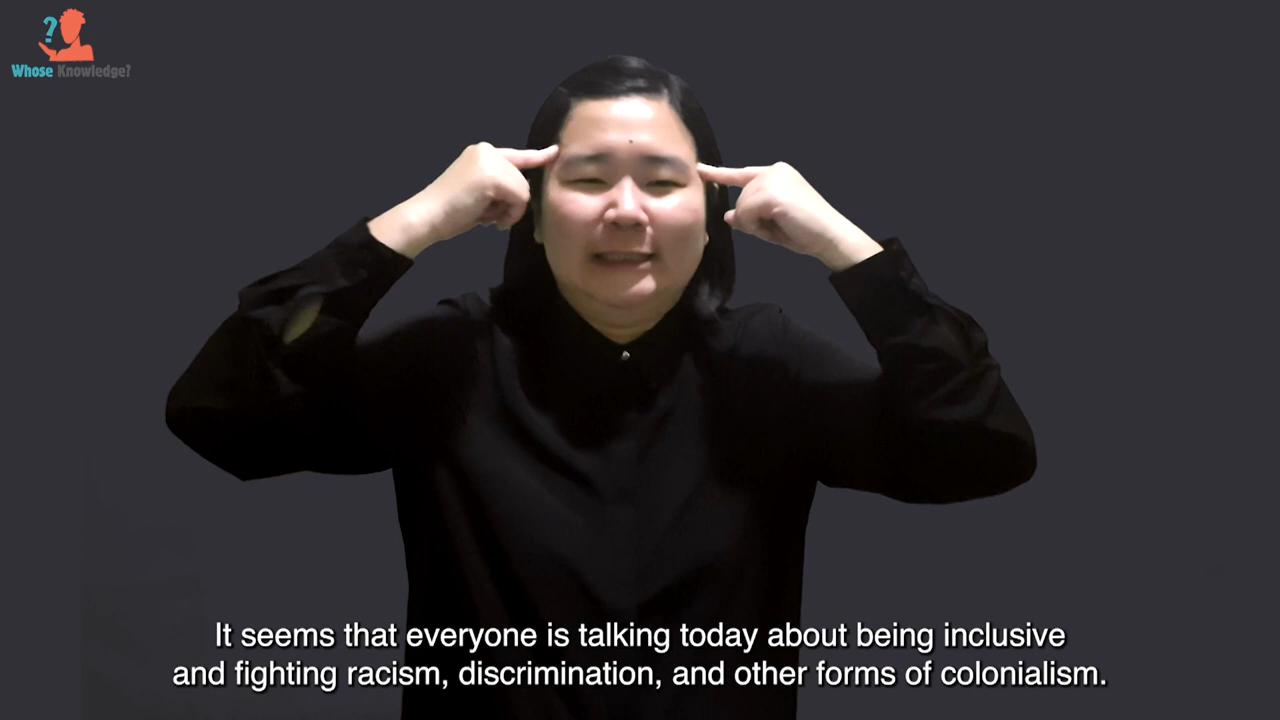 ?
Whose Knowledge?
It seems that everyone is talking today about being inclusive
and fighting racism, discrimination, and other forms of colonialism.